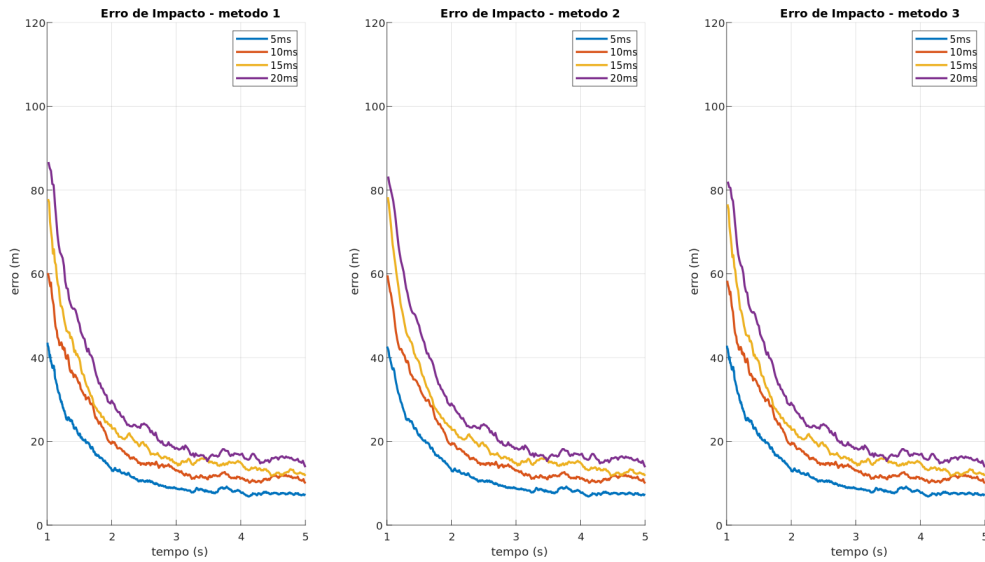 Erro de Impacto - metodo 1
120
100
80
60
40
20
0
1
2
3
4
5
erro (m)
tempo (s)
5ms
10ms
15ms
20ms
Erro de Impacto - metodo 2
120
100
80
60
40
20
0
1
2
3
4
5
erro (m)
tempo (s)
5ms
10ms
15ms
20ms
Erro de Impacto - metodo 3
120
100
80
60
40
20
0
1
2
3
4
5
erro (m)
tempo (s)
5ms
10ms
15ms
20ms